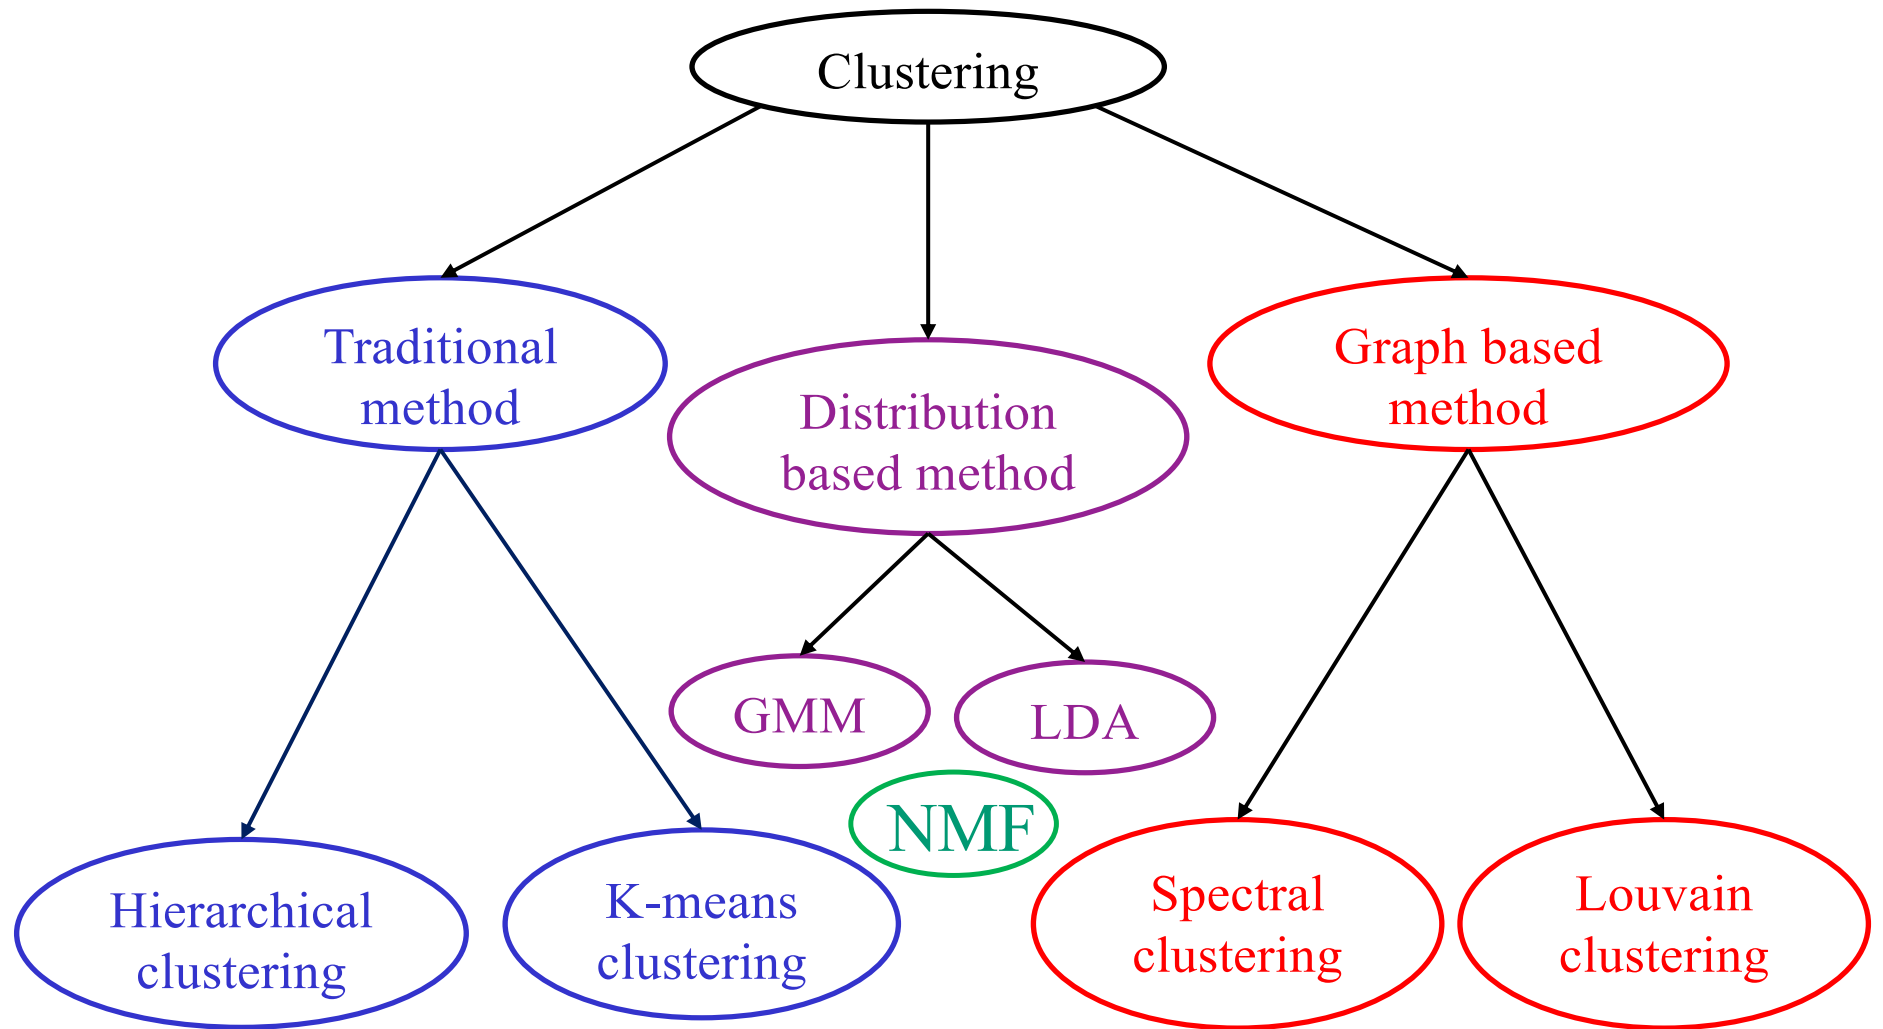 Clustering
Traditional
method
Distribution
based method
Graph based
method
GMM
LDA
NMF
Hierarchical
clustering
K-means
clustering
Spectral
clustering
Louvain
clustering